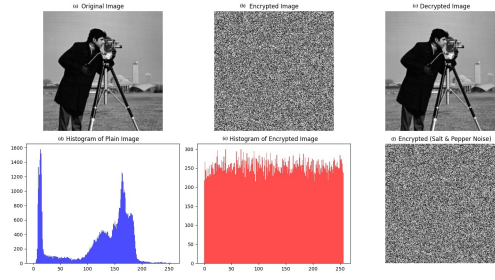 (a) Original Image
(b) Encrypted Image
(c) Decrypted Image
(d) Histogram of Plain Image
(e) Histogram of Encrypted Image
(f) Encrypted (Salt & Pepper Noise)
1600
1400
1200
1000
800
600
400
200
0
0 50 100 150 200 250
300
250
200
150
100
50
0
0 50 100 150 200 250